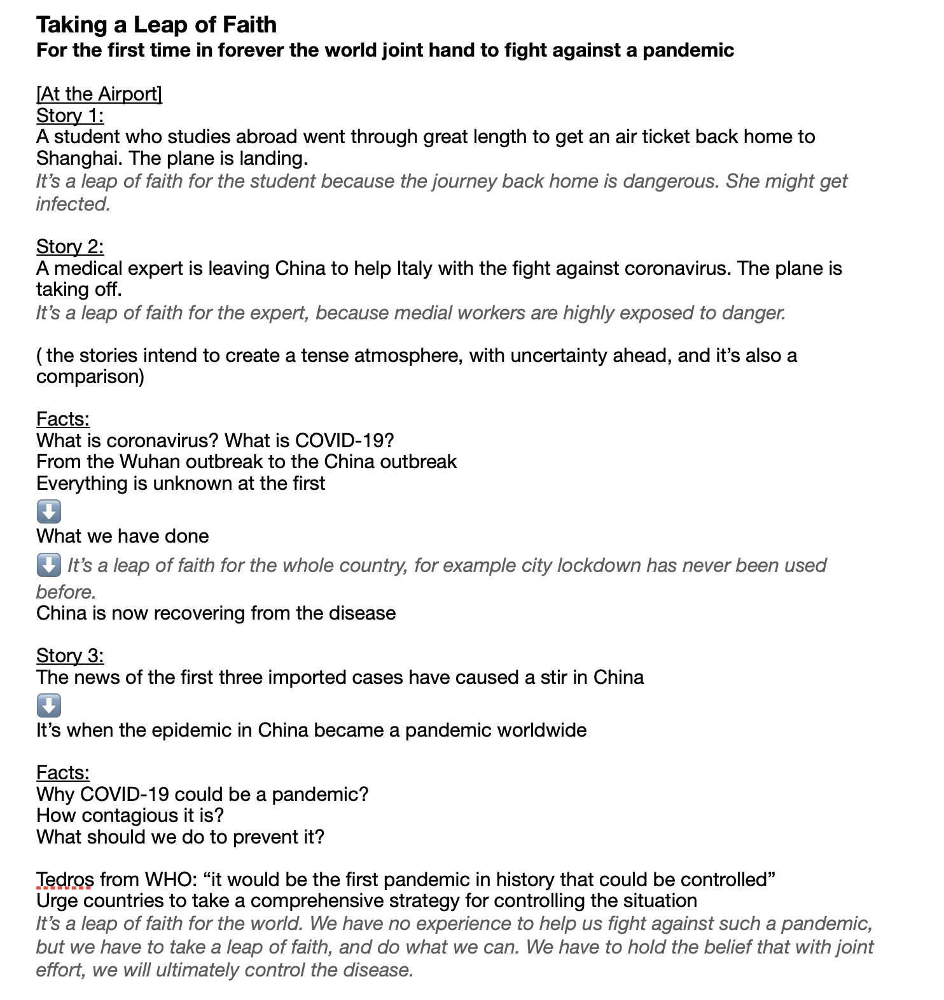 Taking a Leap of Faith
For the first time in forever the world joint hand to fight against a pandemic
[At the Airport]
Story 1:
A student who studies abroad went through great length to get an air ticket back home to
Shanghai. The plane is landing.
It’s a leap of faith for the student because the journey back home is dangerous. She might get
infected.
Story 2:
A medical expert is leaving China to help Italy with the fight against coronavirus. The plane is
taking off.
It’s a leap of faith for the expert, because medial workers are highly exposed to danger.
( the stories intend to create a tense atmosphere, with uncertainty ahead, and it’s also a
comparison)
Facts:
What is coronavirus? What is COVID-19?
From the Wuhan outbreak to the China outbreak
Everything is unknown at the first
⬇️
What we have done
⬇️ It’s a leap of faith for the whole country, for example city lockdown has never been used
before.
China is now recovering from the disease
Story 3:
The news of the first three imported cases have caused a stir in China
⬇️
It’s when the epidemic in China became a pandemic worldwide
Facts:
Why COVID-19 could be a pandemic?
How contagious it is?
What should we do to prevent it?
Tedros from WHO: “it would be the first pandemic in history that could be controlled”
Urge countries to take a comprehensive strategy for controlling the situation
It’s a leap of faith for the world. We have no experience to help us fight against such a pandemic,
but we have to take a leap of faith, and do what we can. We have to hold the belief that with joint
effort, we will ultimately control the disease.